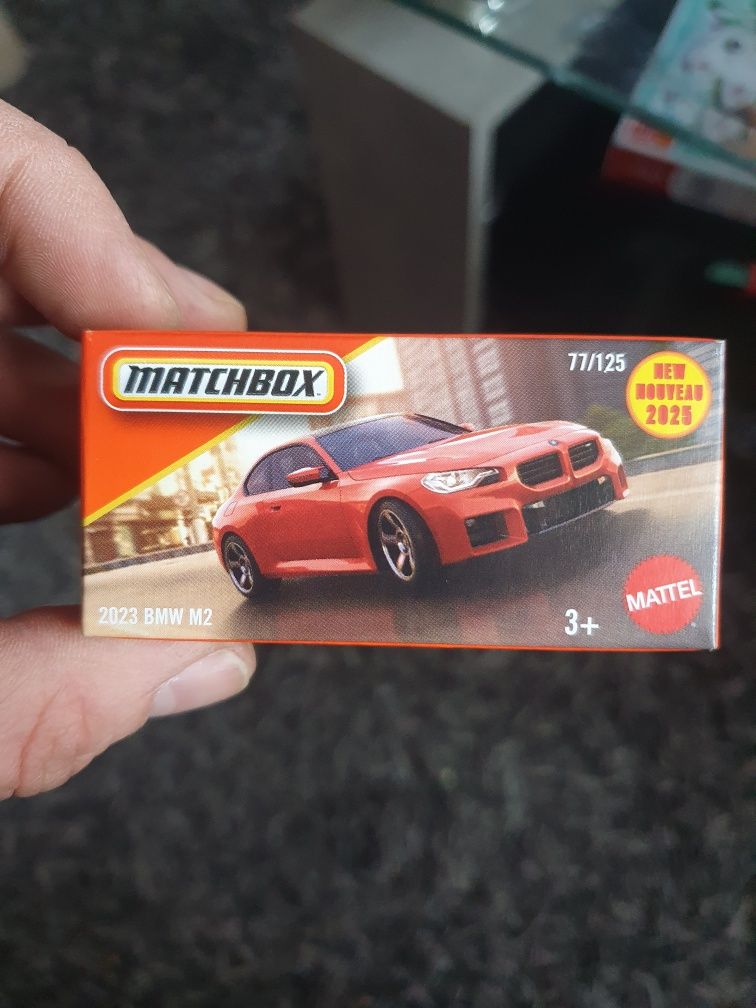 MATCHBOX
77/125
NEW
NOUVEAU
2025
2023 BMW M2
3+
MATTEL